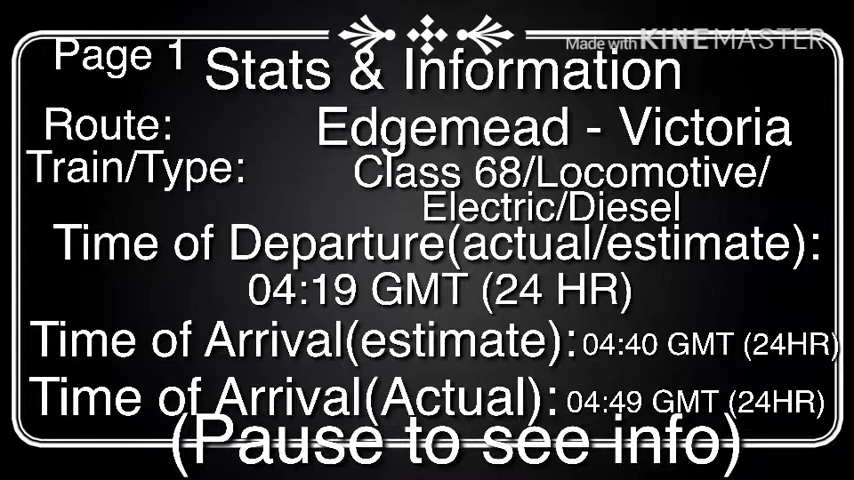 Made with KINEMASTER
Page 1
Stats & Information
Route: Edgemead - Victoria
Train/Type: Class 68/Locomotive/
Electric/Diesel
Time of Departure(actual/estimate):
04:19 GMT (24 HR)
Time of Arrival(estimate): 04:40 GMT (24HR)
Time of Arrival(Actual): 04:49 GMT (24HR)
(Pause to see info)